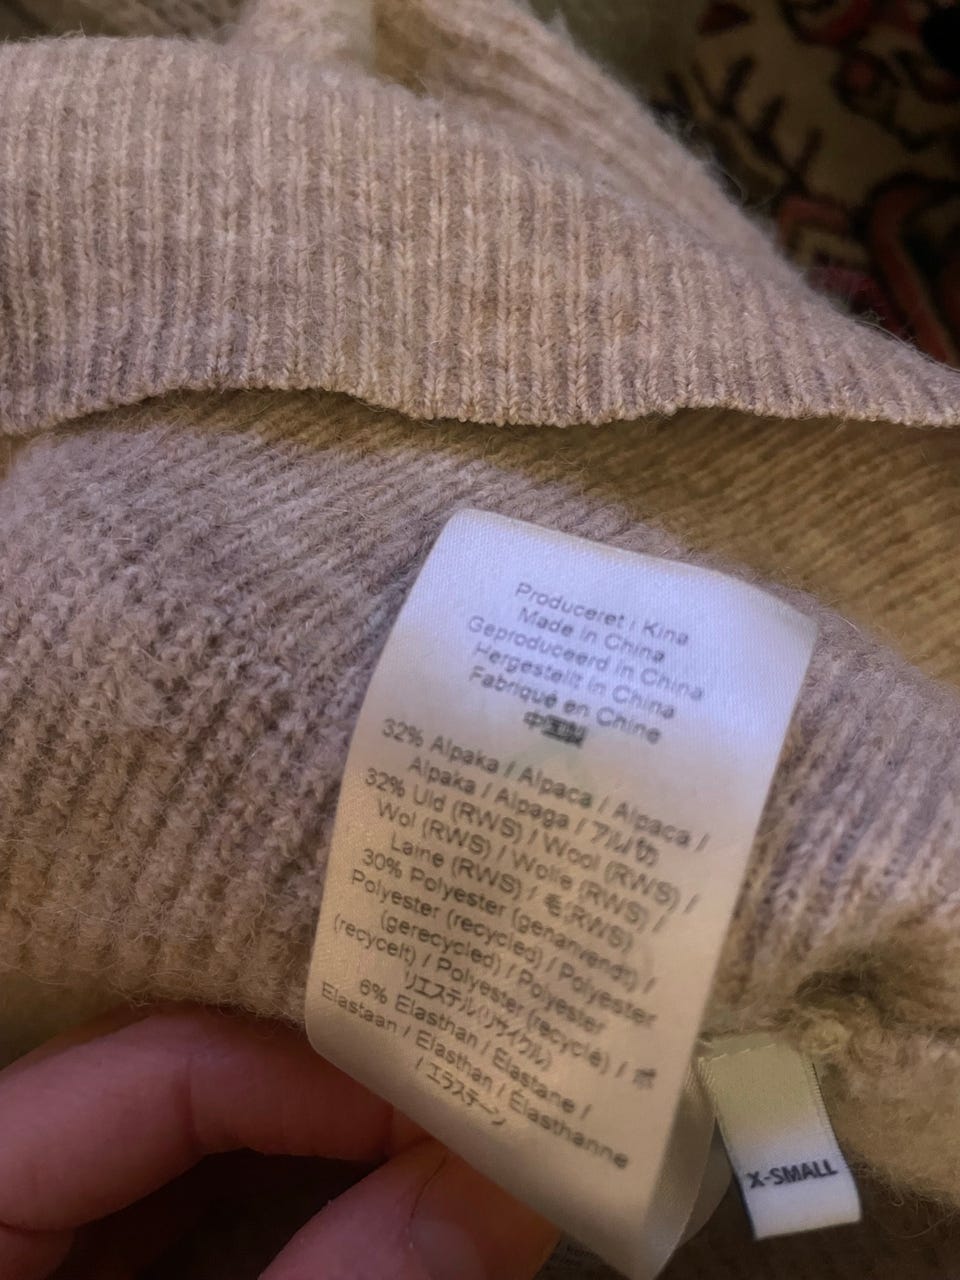 Produceret i Kina
Made in China
Geproduceerd in China
Hergestellt in China
Fabriqué en Chine
中国製
32% Alpaka / Alpaca / Alpaca /
Alpaka / Alpaga / アルパカ
32% Uld (RWS) / Wool (RWS) /
Wol (RWS) / Wolle (RWS) /
Laine (RWS) / 毛(RWS)
30% Polyester (genanvendt) /
Polyester (recycled) / Polyester
(gerecycled) / Polyester
(recycelt) / Polyester (recyclé) / ポ
リエステル(リサイクル)
6% Elasthan / Elastane /
Elastaan / Elasthan / Élasthanne
/ エラステーン
X-SMALL